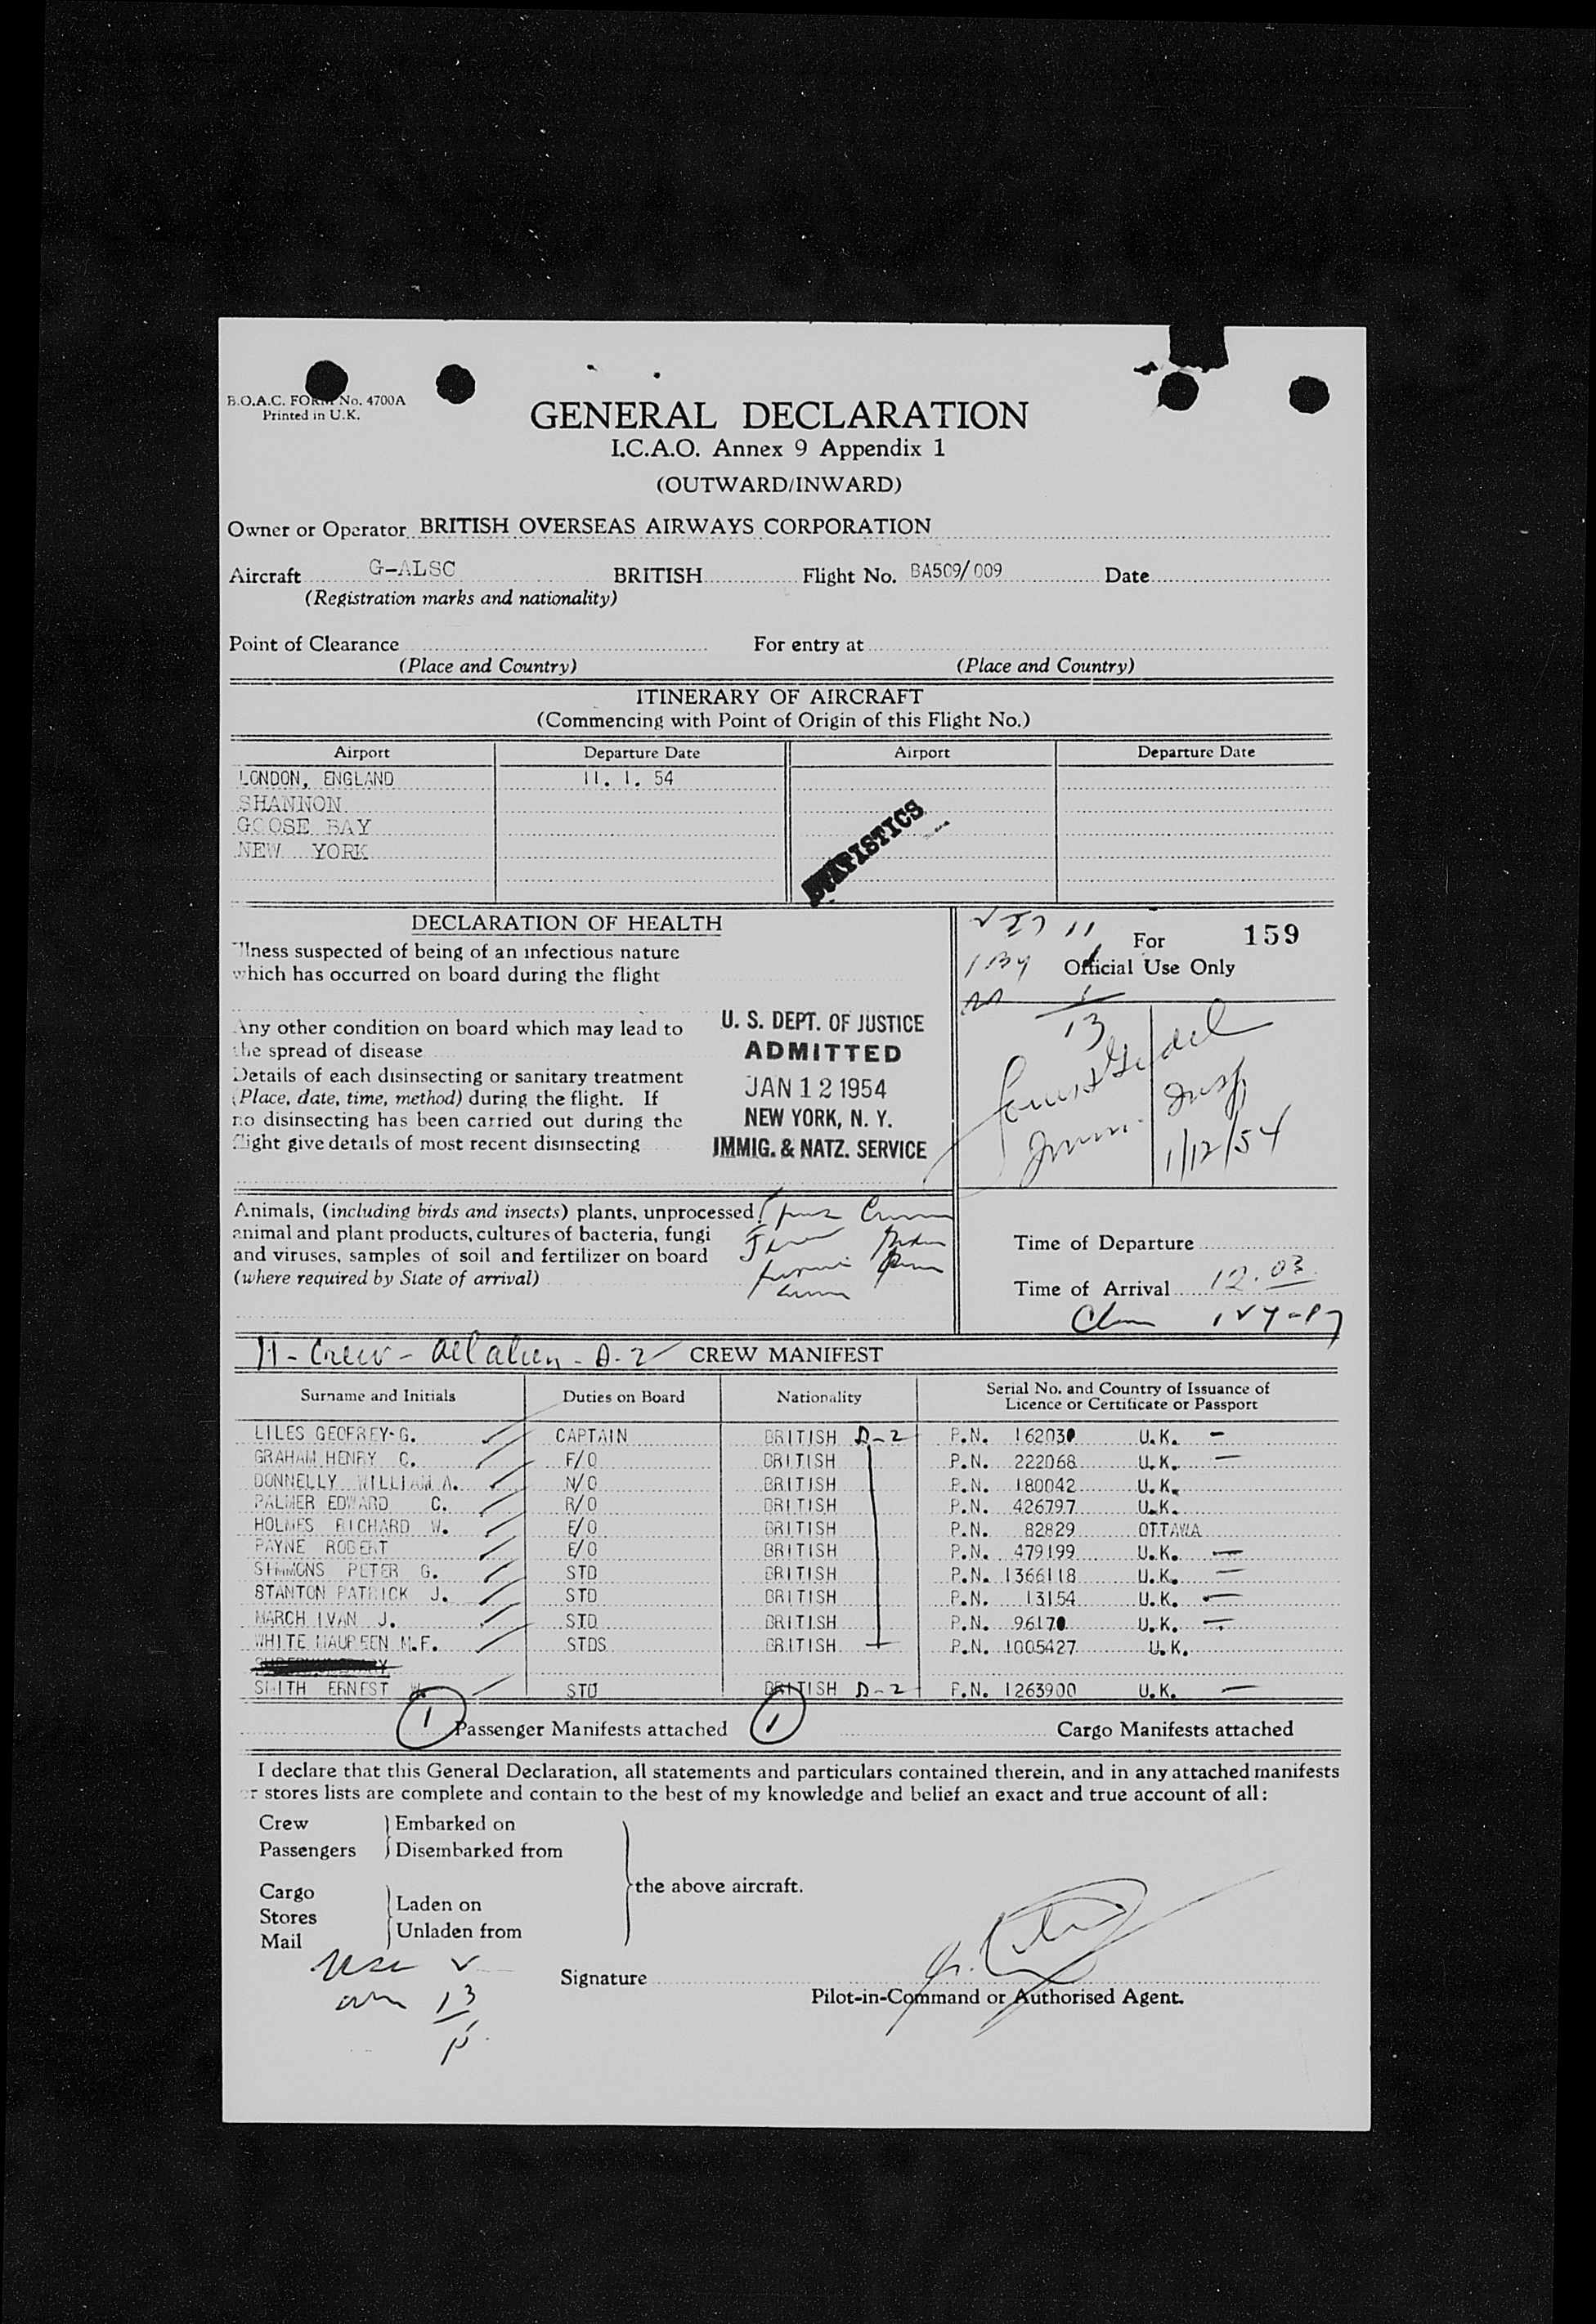 B.O.A.C. FORM No. 4700A
Printed in U.K.
GENERAL DECLARATION
I.C.A.O. Annex 9 Appendix 1
(OUTWARD/INWARD)
Owner or Operator BRITISH OVERSEAS AIRWAYS CORPORATION
Aircraft G-ALSC BRITISH Flight No. BA509/009 Date
(Registration marks and nationality)
Point of Clearance For entry at
(Place and Country) (Place and Country)
ITINERARY OF AIRCRAFT
(Commencing with Point of Origin of this Flight No.)
Airport Departure Date Airport Departure Date
LONDON, ENGLAND 11. 1. 54
SHANNON
GOOSE BAY
NEW YORK
STATISTICS
DECLARATION OF HEALTH
Illness suspected of being of an infectious nature
which has occurred on board during the flight
For 159
Official Use Only
11
13
Any other condition on board which may lead to
the spread of disease
Details of each disinsecting or sanitary treatment
(Place, date, time, method) during the flight. If
no disinsecting has been carried out during the
flight give details of most recent disinsecting
U. S. DEPT. OF JUSTICE
ADMITTED
JAN 12 1954
NEW YORK, N. Y.
IMMIG. & NATZ. SERVICE
Imm. Insp.
1/12/54
Animals, (including birds and insects) plants, unprocessed
animal and plant products, cultures of bacteria, fungi
and viruses, samples of soil and fertilizer on board
(where required by State of arrival)
Time of Departure
Time of Arrival 12.03
11 - Crew - all alien - D-2 CREW MANIFEST
Surname and Initials Duties on Board Nationality Serial No. and Country of Issuance of
Licence or Certificate or Passport
LILES GEOFREY-G. CAPTAIN BRITISH D-2 P.N. 162030 U.K. -
GRAHAM HENRY C. F/O BRITISH P.N. 222068 U.K. -
DONNELLY WILLIAM A. N/O BRITISH P.N. 180042 U.K.
PALMER EDWARD C. R/O BRITISH P.N. 426797 U.K.
HOLMES RICHARD W. E/O BRITISH P.N. 82829 OTTAWA
PAYNE ROBERT E/O BRITISH P.N. 479199 U.K. -
SIMMONS PETER G. STD BRITISH P.N. 1366118 U.K. -
STANTON PATRICK J. STD BRITISH P.N. 13154 U.K. -
MARCH IVAN J. STD BRITISH P.N. 96170 U.K. -
WHITE MAUREEN M.F. STDS BRITISH P.N. 1005427 U.K.
SMITH ERNEST W. STD BRITISH D-2 P.N. 1263900 U.K. -
1 Passenger Manifests attached 1 Cargo Manifests attached
I declare that this General Declaration, all statements and particulars contained therein, and in any attached manifests
or stores lists are complete and contain to the best of my knowledge and belief an exact and true account of all:
Crew Embarked on
Passengers Disembarked from
the above aircraft.
Cargo
Stores Laden on
Mail Unladen from
13
Signature
Pilot-in-Command or Authorised Agent.